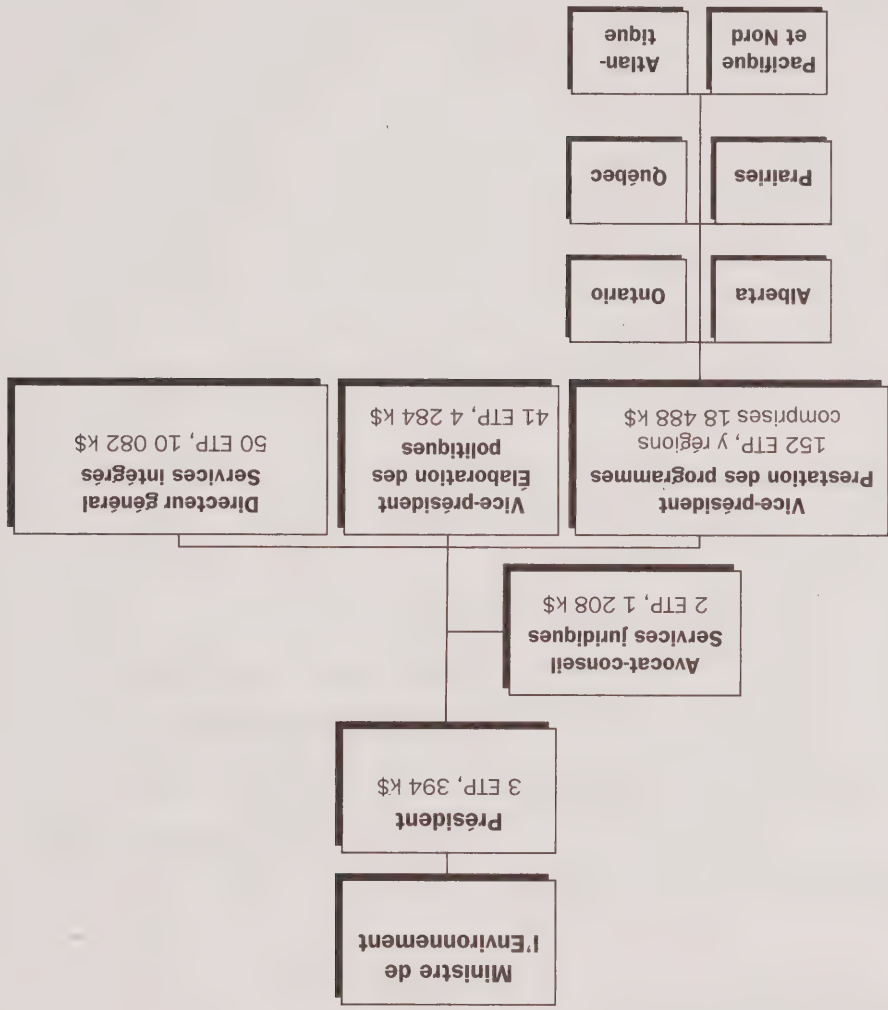 Ministre de
l'Environnement
Président
3 ETP, 394 k$
Avocat-conseil
Services juridiques
2 ETP, 1 208 k$
Vice-président
Prestation des programmes
152 ETP, y régions
comprises 18 488 k$
Vice-président
Élaboration des
politiques
41 ETP, 4 284 k$
Directeur général
Services intégrés
50 ETP, 10 082 k$
Alberta
Ontario
Prairies
Québec
Pacifique
et Nord
Atlan-
tique